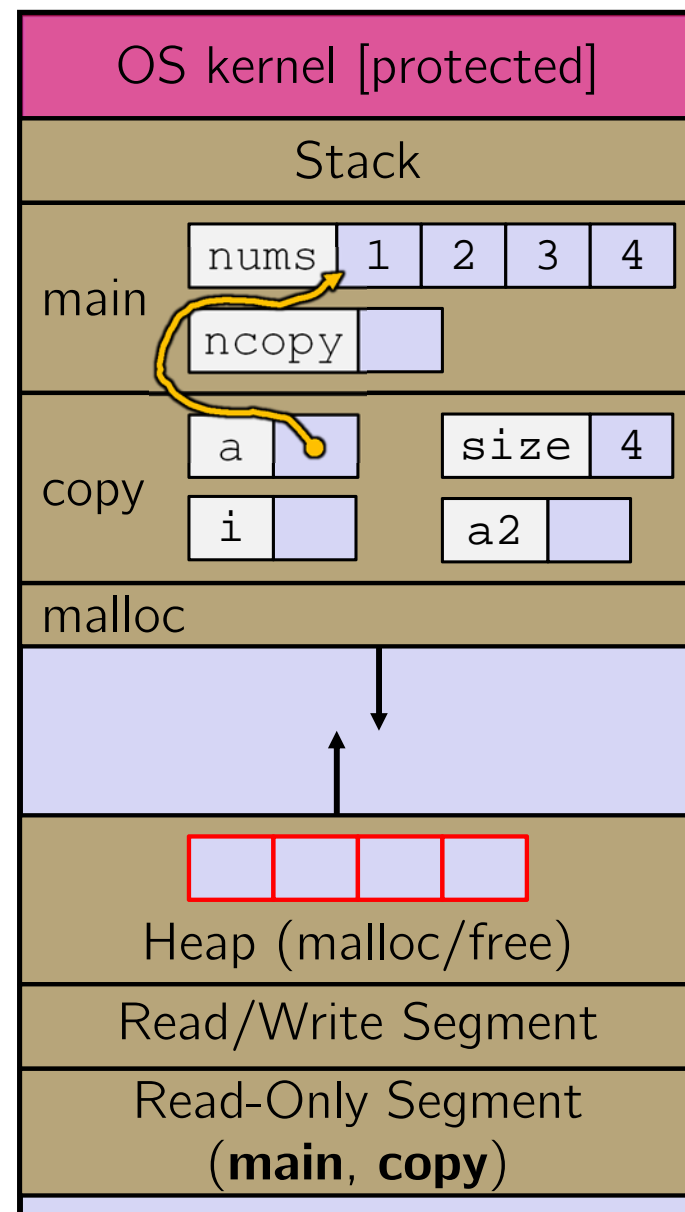 OS kernel [protected]
Stack
main
nums 1 2 3 4
ncopy
copy
a
size 4
i
a2
malloc
Heap (malloc/free)
Read/Write Segment
Read-Only Segment
(main, copy)